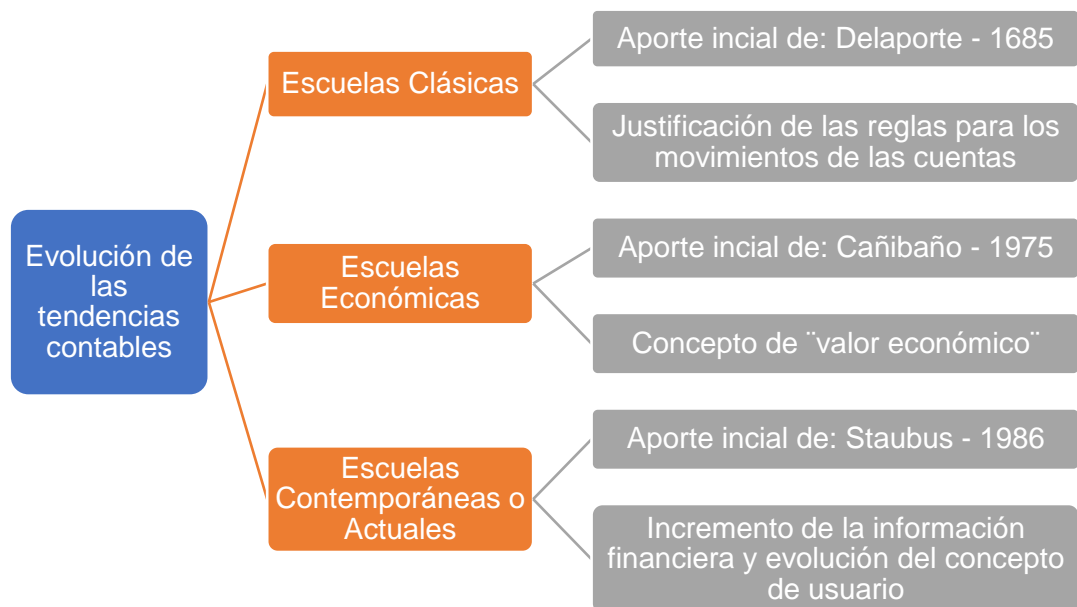 Evolución de
las
tendencias
contables
Escuelas Clásicas
Aporte incial de: Delaporte - 1685
Justificación de las reglas para los
movimientos de las cuentas
Escuelas
Económicas
Aporte incial de: Cañibaño - 1975
Concepto de ¨valor económico¨
Escuelas
Contemporáneas o
Actuales
Aporte incial de: Staubus - 1986
Incremento de la información
financiera y evolución del concepto
de usuario